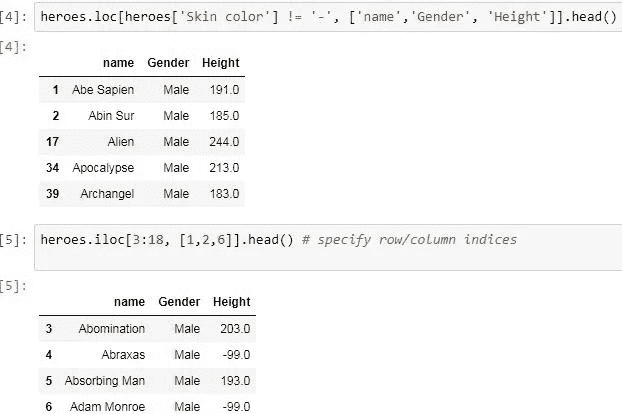 [4]: heroes.loc[heroes['Skin color'] != '-', ['name','Gender', 'Height']].head()
[4]:
name Gender Height
1 Abe Sapien Male 191.0
2 Abin Sur Male 185.0
17 Alien Male 244.0
34 Apocalypse Male 213.0
39 Archangel Male 183.0
[5]: heroes.iloc[3:18, [1,2,6]].head() # specify row/column indices
[5]:
name Gender Height
3 Abomination Male 203.0
4 Abraxas Male -99.0
5 Absorbing Man Male 193.0
6 Adam Monroe Male -99.0